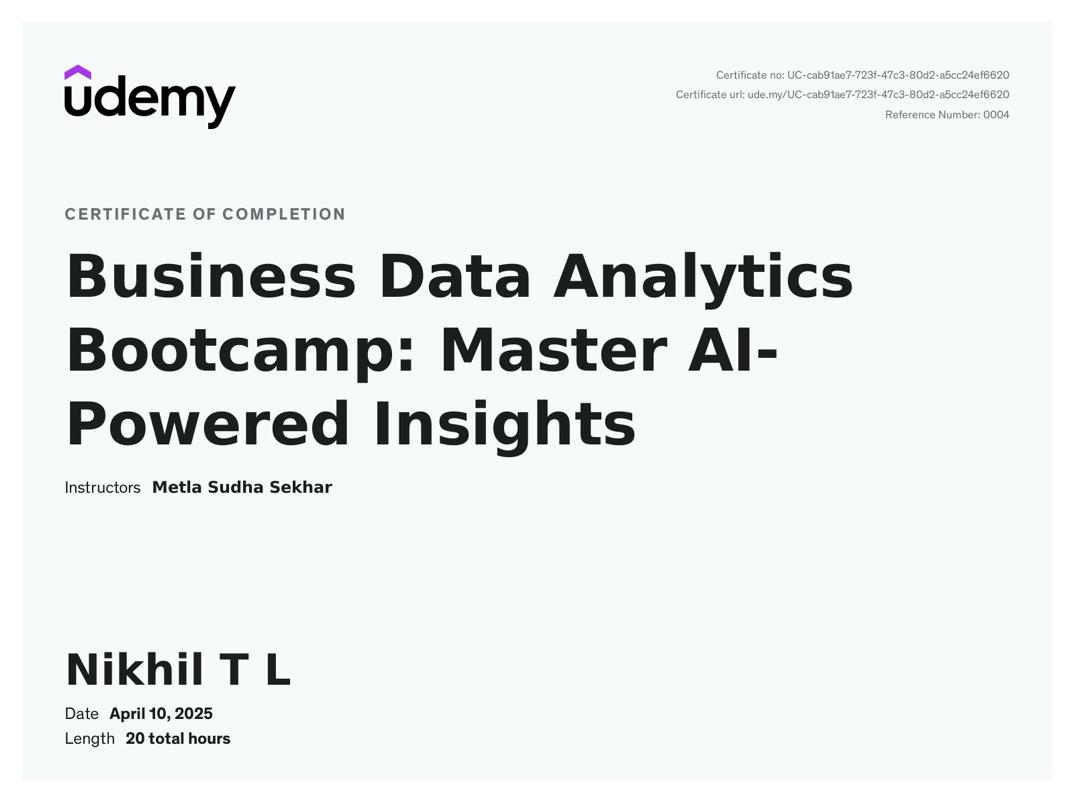 udemy
Certificate no: UC-cab91ae7-723f-47c3-80d2-a5cc24ef6620
Certificate url: ude.my/UC-cab91ae7-723f-47c3-80d2-a5cc24ef6620
Reference Number: 0004
CERTIFICATE OF COMPLETION
Business Data Analytics
Bootcamp: Master AI-
Powered Insights
Instructors Metla Sudha Sekhar
Nikhil T L
Date April 10, 2025
Length 20 total hours